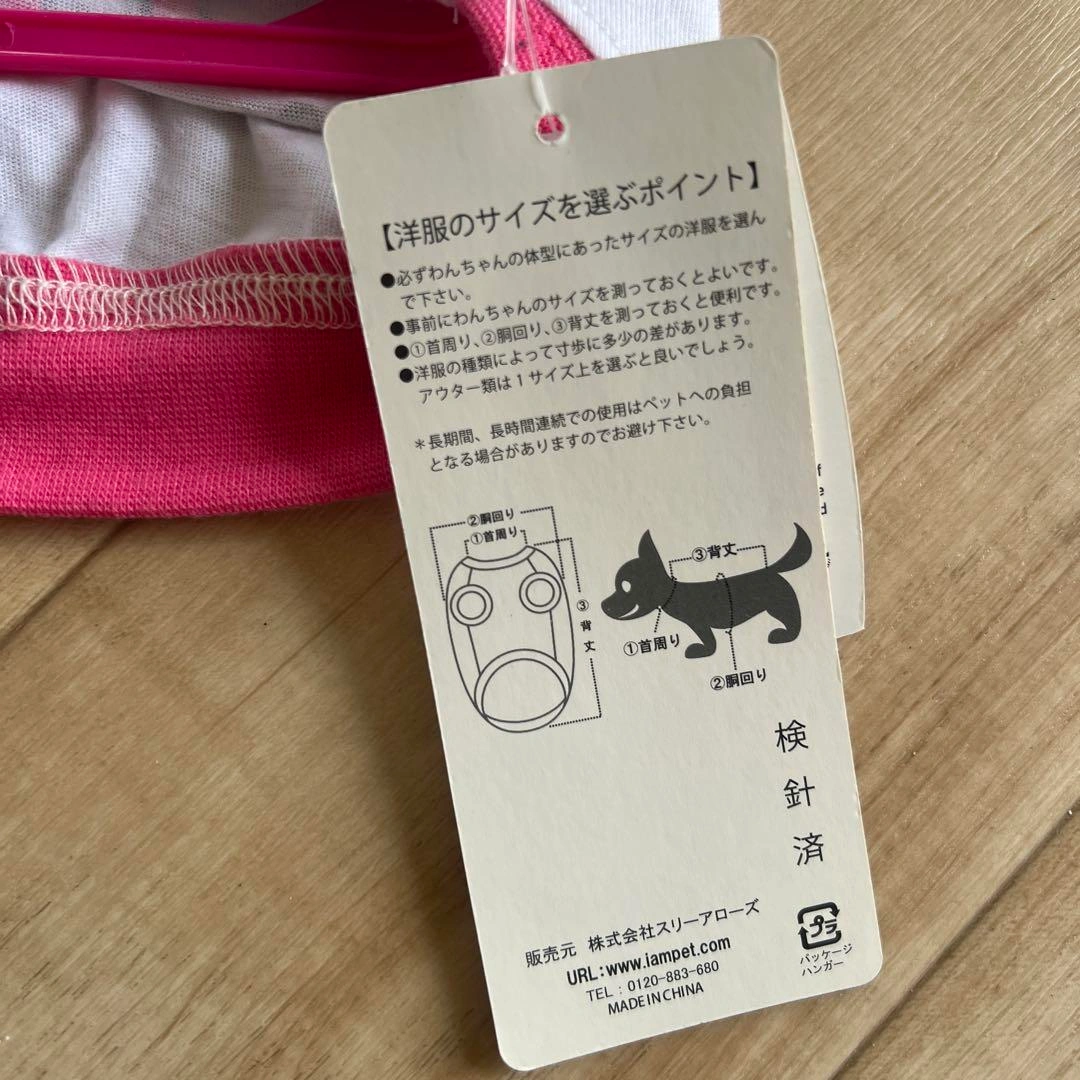 【洋服のサイズを選ぶポイント】
●必ずわんちゃんの体型にあったサイズの洋服を選ん
で下さい。
●事前にわんちゃんのサイズを測っておくとよいです。
●①首周り、②胴回り、③背丈を測っておくと便利です。
●洋服の種類によって寸歩に多少の差があります。
アウター類は1サイズ上を選ぶと良いでしょう。
＊長期間、長時間連続での使用はペットへの負担
となる場合がありますのでお避け下さい。
②胴回り
①首周り
③背丈
③背丈
①首周り
②胴回り
検針済
販売元 株式会社スリーアローズ
URL:www.iampet.com
TEL:0120-883-680
MADE IN CHINA
プラ
パッケージ
ハンガー